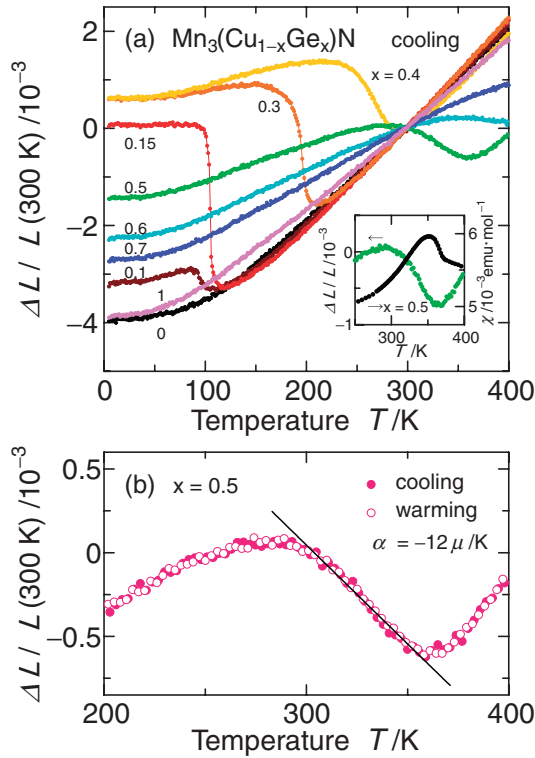 (a) Mn₃(Cu₁₋ₓGeₓ)N cooling
x = 0.4
0.3
0.15
0.5
0.6
0.7
0.1
1
0
2
0
−2
−4
ΔL / L (300 K) /10⁻³
0 100 200 300 400
Temperature T /K
ΔL / L /10⁻³
0
−1
←
→x = 0.5
6
5
χ /10⁻³emu·mol⁻¹
300 400
T /K
(b) x = 0.5
cooling
warming
α = −12 μ /K
0.5
0
−0.5
ΔL / L (300 K) /10⁻³
200 300 400
Temperature T /K